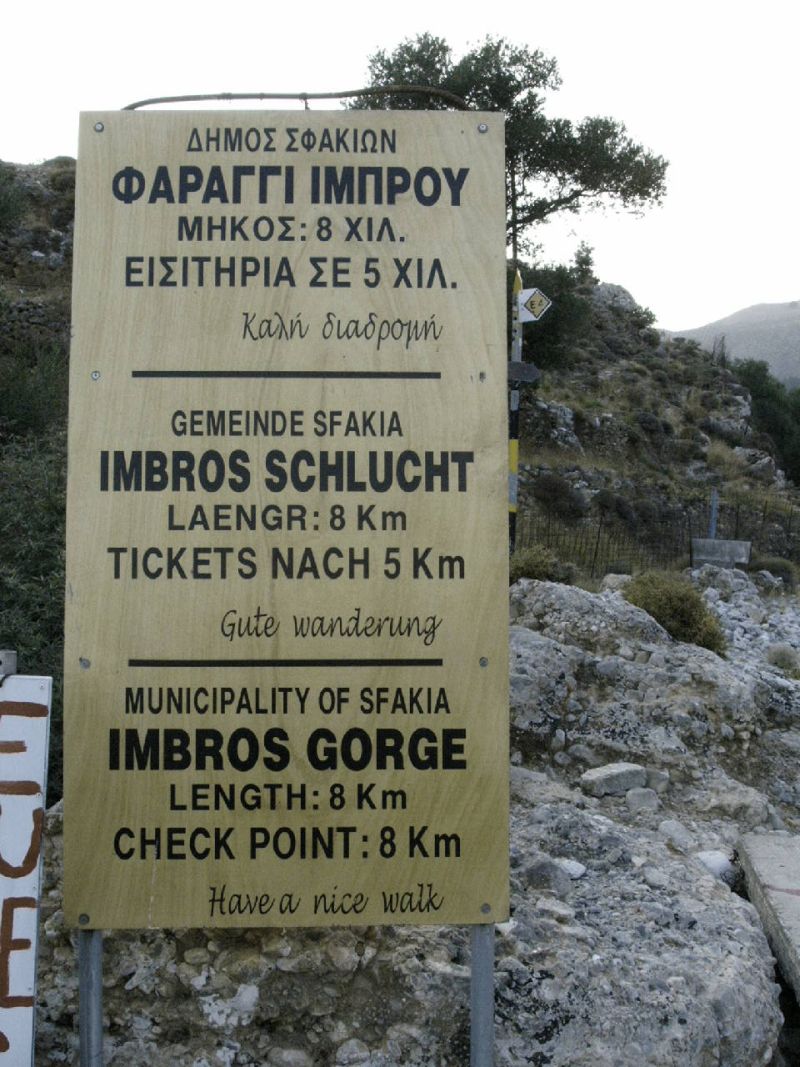 ΔΗΜΟΣ ΣΦΑΚΙΩΝ
ΦΑΡΑΓΓΙ ΙΜΠΡΟΥ
ΜΗΚΟΣ: 8 ΧΙΛ.
ΕΙΣΙΤΗΡΙΑ ΣΕ 5 ΧΙΛ.
Καλή διαδρομή
GEMEINDE SFAKIA
IMBROS SCHLUCHT
LAENGR: 8 Km
TICKETS NACH 5 Km
Gute wanderung
MUNICIPALITY OF SFAKIA
IMBROS GORGE
LENGTH: 8 Km
CHECK POINT: 8 Km
Have a nice walk
E4